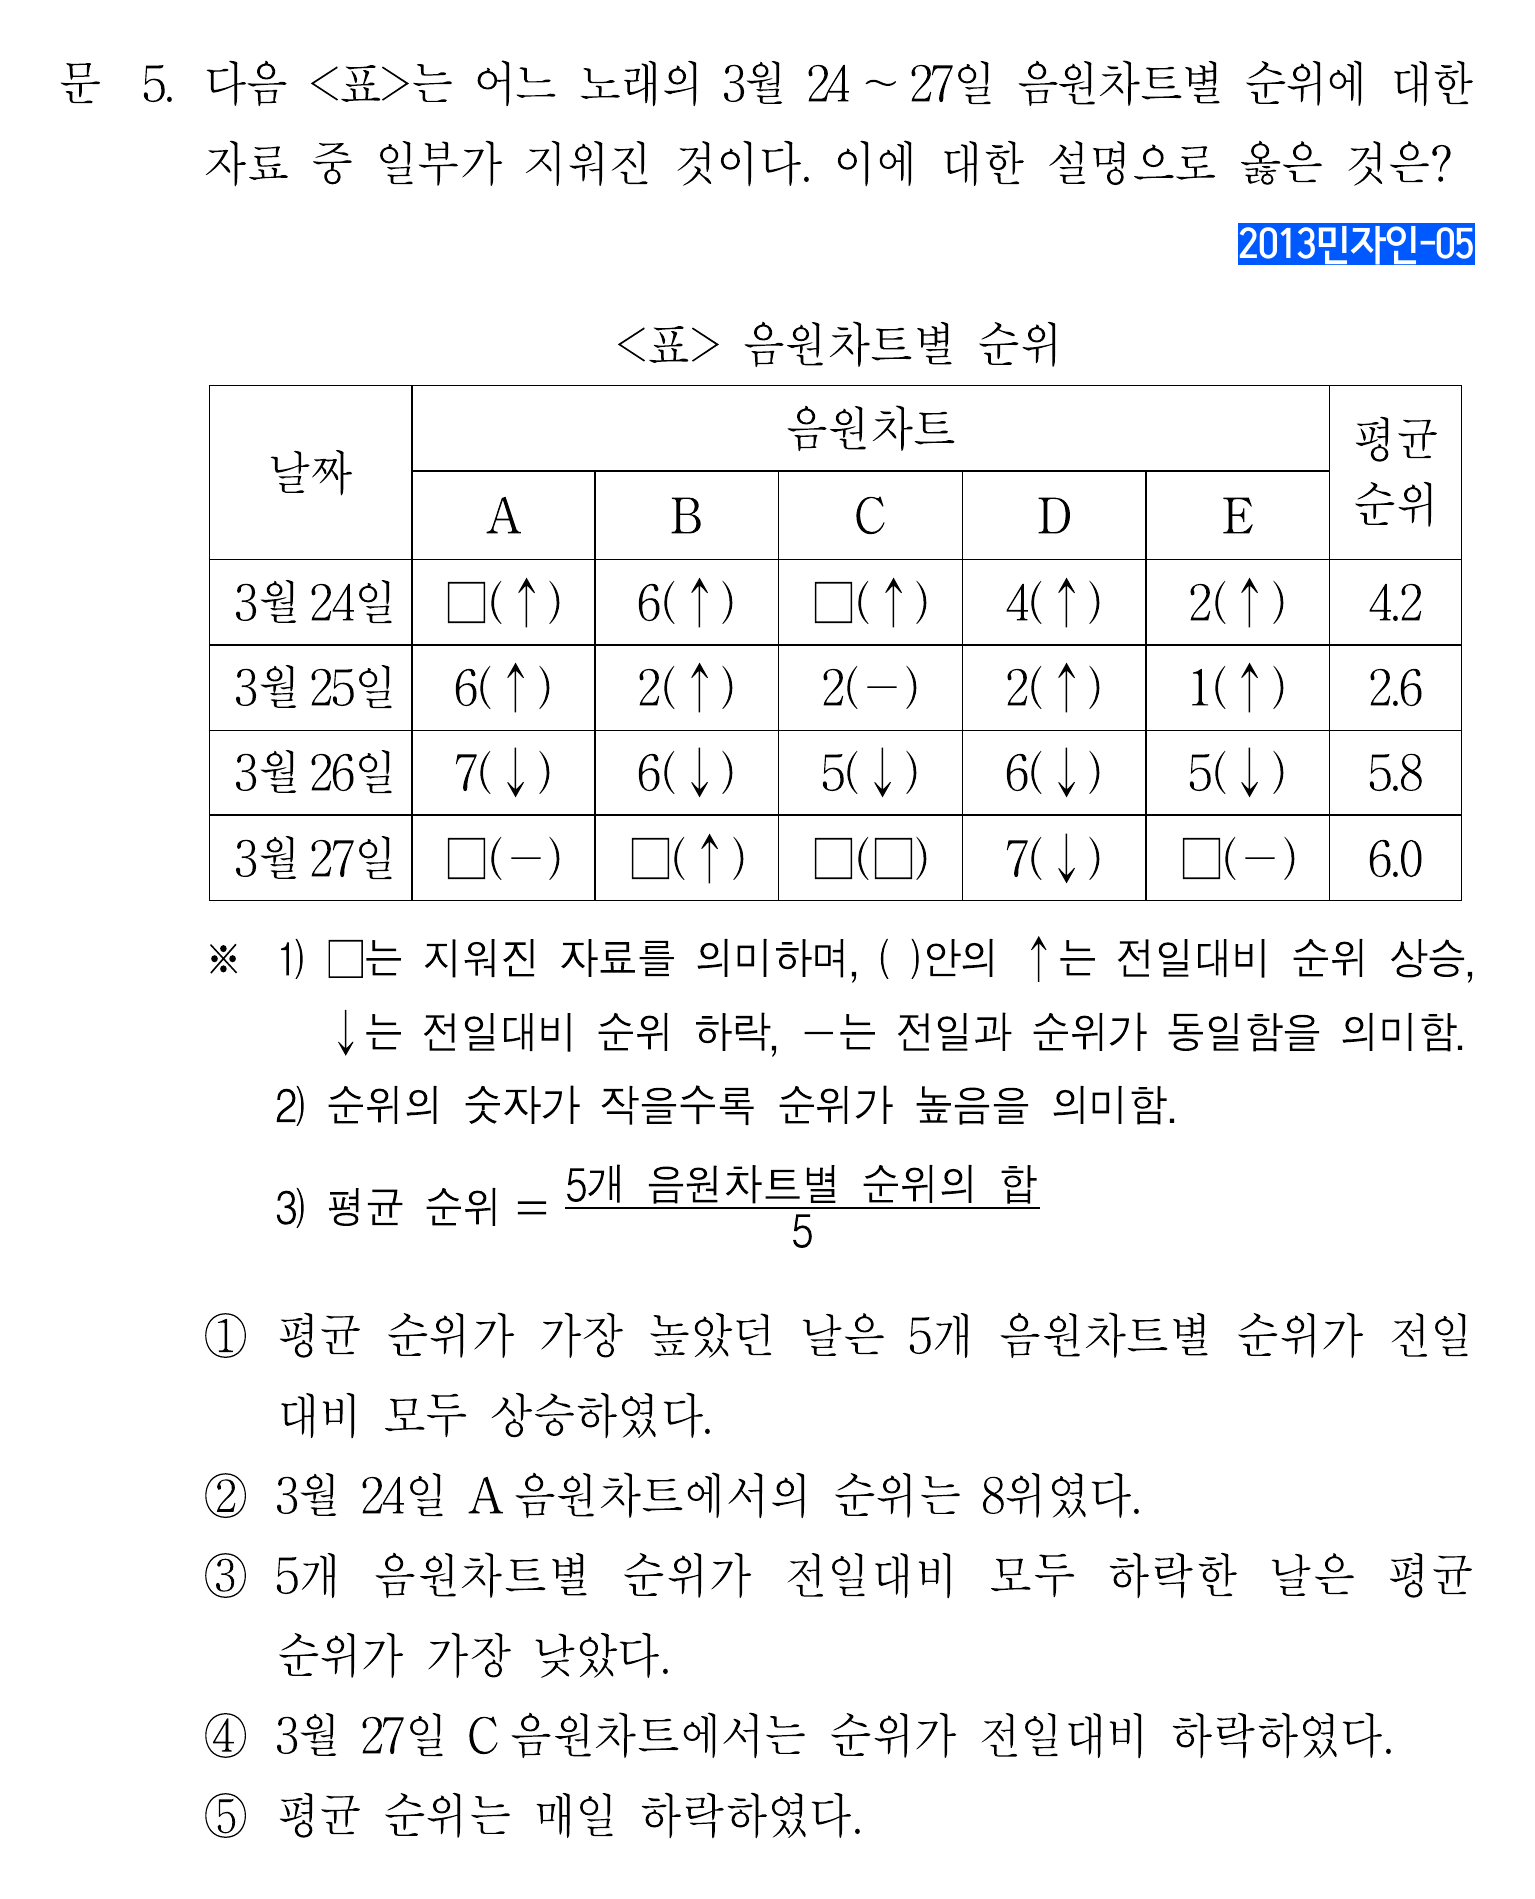 문 5. 다음 <표>는 어느 노래의 3월 24 ~ 27일 음원차트별 순위에 대한
자료 중 일부가 지워진 것이다. 이에 대한 설명으로 옳은 것은?
2013민자인-05
<표> 음원차트별 순위
날짜 음원차트 평균 순위
A B C D E
3월 24일 □(↑) 6(↑) □(↑) 4(↑) 2(↑) 4.2
3월 25일 6(↑) 2(↑) 2(−) 2(↑) 1(↑) 2.6
3월 26일 7(↓) 6(↓) 5(↓) 6(↓) 5(↓) 5.8
3월 27일 □(−) □(↑) □(□) 7(↓) □(−) 6.0
※ 1) □는 지워진 자료를 의미하며, ( )안의 ↑는 전일대비 순위 상승,
↓는 전일대비 순위 하락, −는 전일과 순위가 동일함을 의미함.
2) 순위의 숫자가 작을수록 순위가 높음을 의미함.
3) 평균 순위 = 5개 음원차트별 순위의 합
5
① 평균 순위가 가장 높았던 날은 5개 음원차트별 순위가 전일
대비 모두 상승하였다.
② 3월 24일 A 음원차트에서의 순위는 8위였다.
③ 5개 음원차트별 순위가 전일대비 모두 하락한 날은 평균
순위가 가장 낮았다.
④ 3월 27일 C 음원차트에서는 순위가 전일대비 하락하였다.
⑤ 평균 순위는 매일 하락하였다.